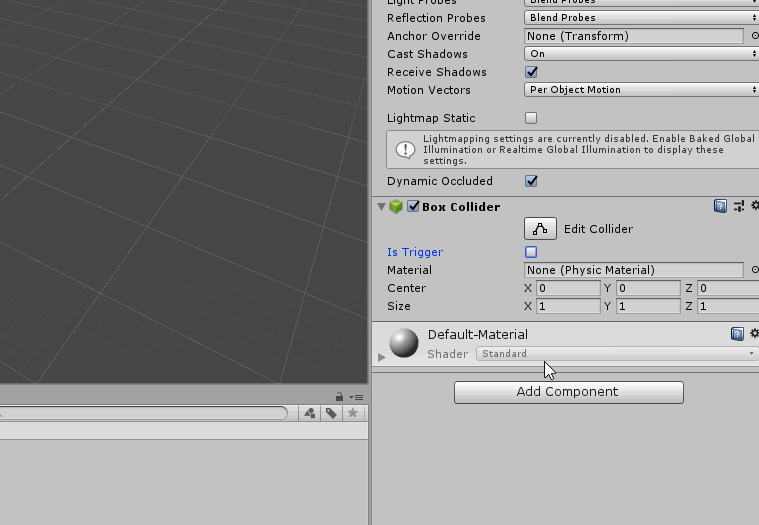 Light Probes Blend Probes
Reflection Probes Blend Probes
Anchor Override None (Transform)
Cast Shadows On
Receive Shadows
Motion Vectors Per Object Motion
Lightmap Static
Lightmapping settings are currently disabled. Enable Baked Global
Illumination or Realtime Global Illumination to display these
settings.
Dynamic Occluded
Box Collider
Edit Collider
Is Trigger
Material None (Physic Material)
Center X 0 Y 0 Z 0
Size X 1 Y 1 Z 1
Default-Material
Shader Standard
Add Component